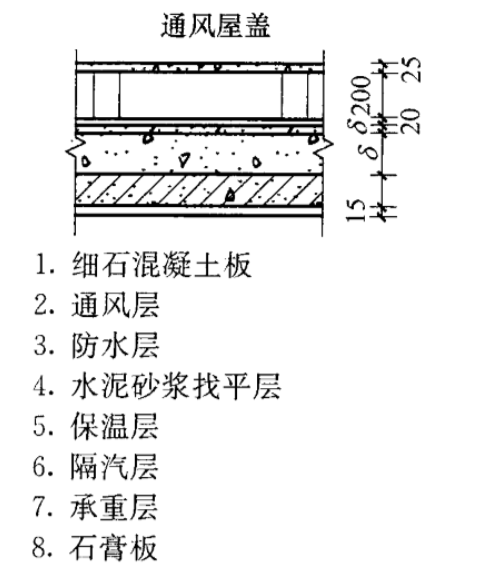 通风屋盖
25
200
δ
20
δ
15
1. 细石混凝土板
2. 通风层
3. 防水层
4. 水泥砂浆找平层
5. 保温层
6. 隔汽层
7. 承重层
8. 石膏板